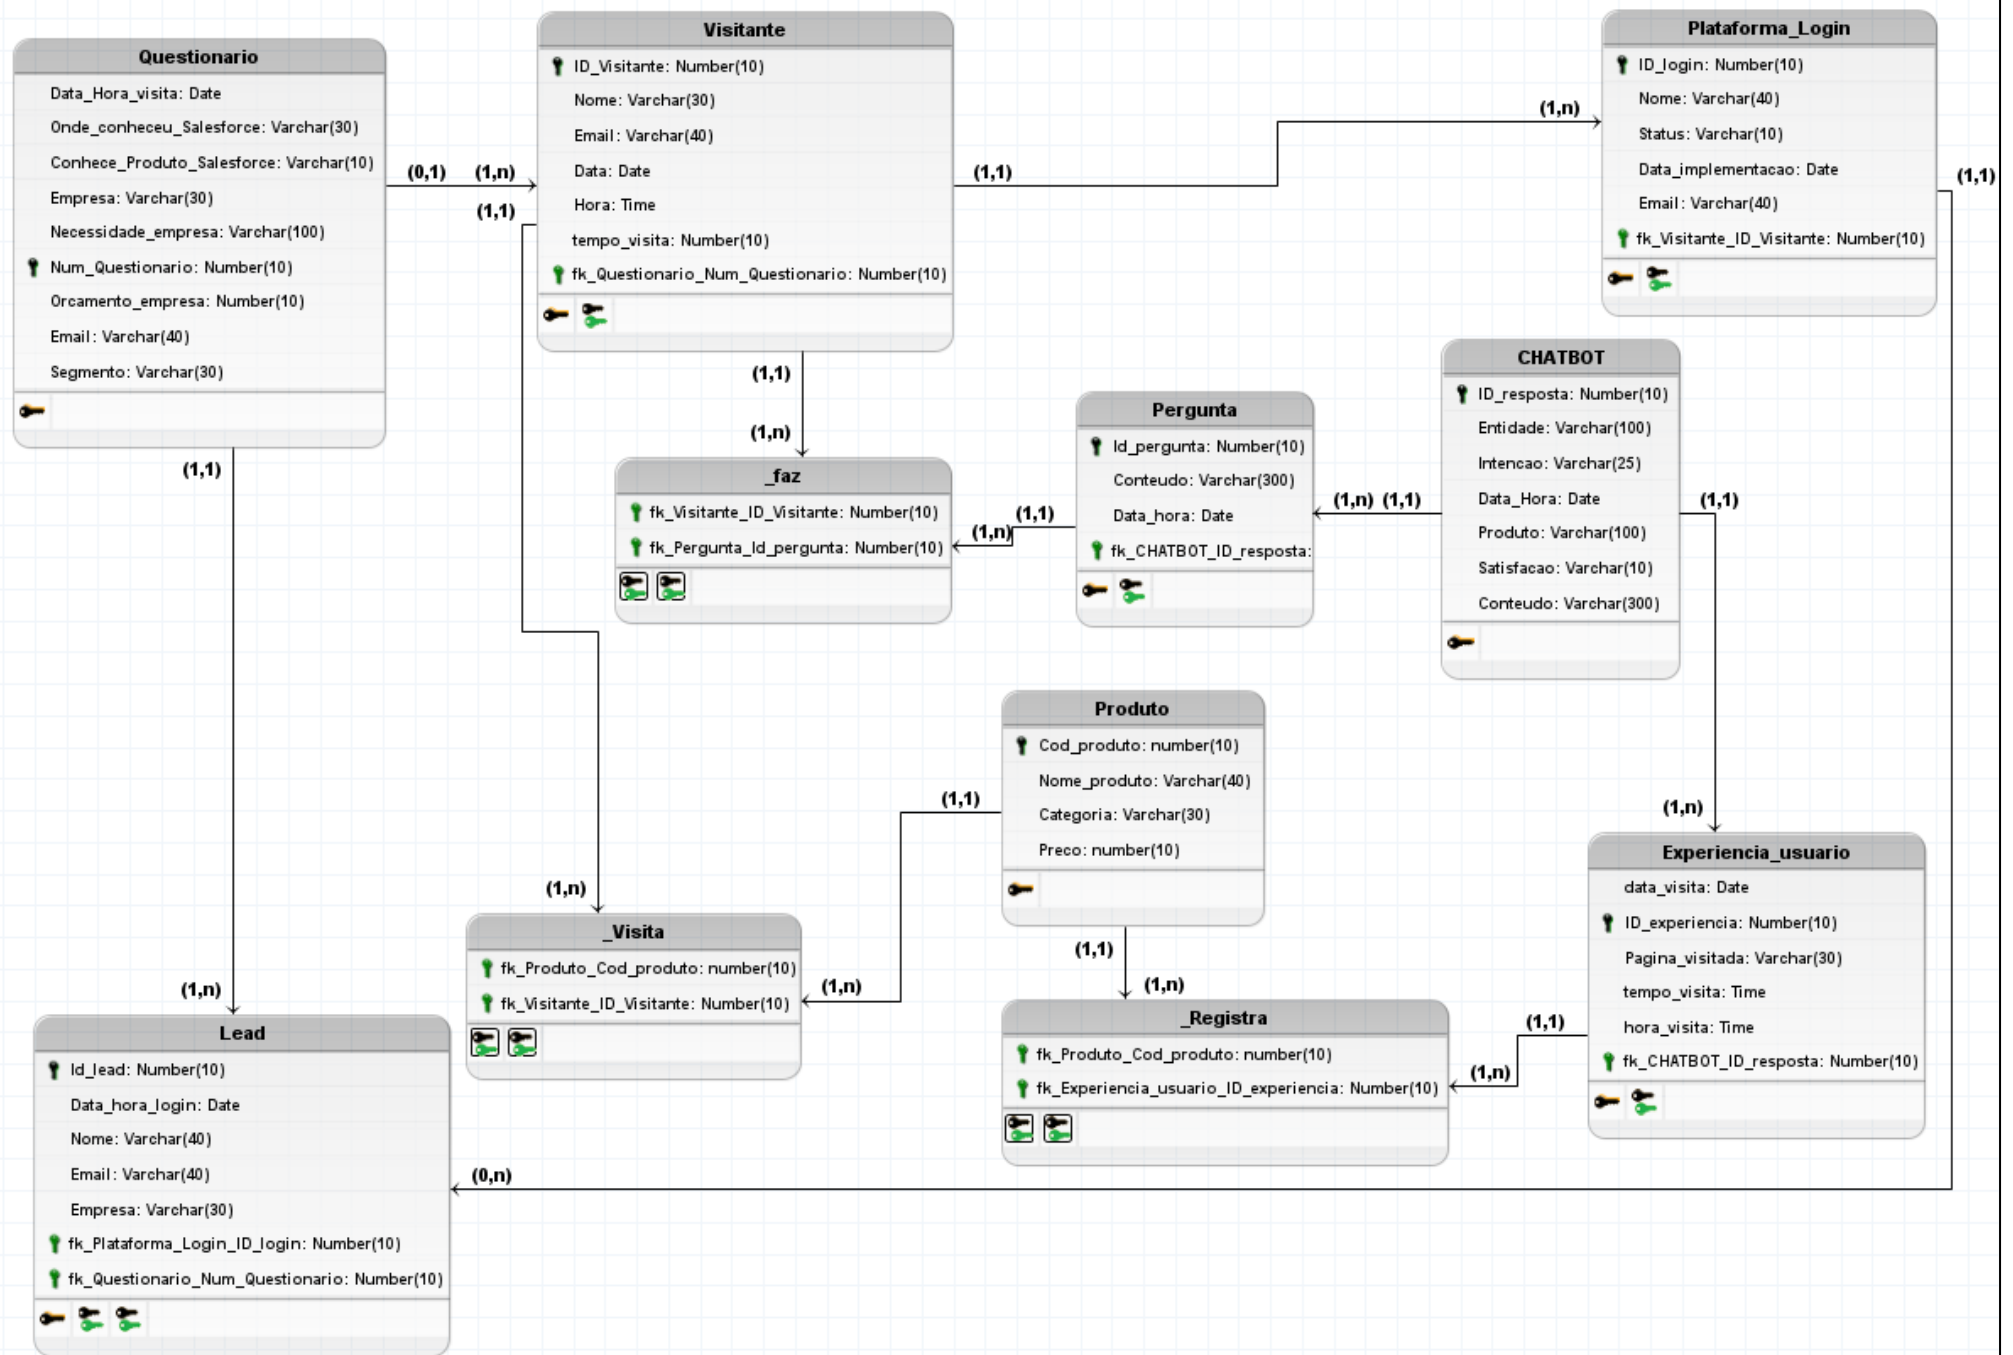 Questionario
Data_Hora_visita: Date
Onde_conheceu_Salesforce: Varchar(30)
Conhece_Produto_Salesforce: Varchar(10)
Empresa: Varchar(30)
Necessidade_empresa: Varchar(100)
Num_Questionario: Number(10)
Orcamento_empresa: Number(10)
Email: Varchar(40)
Segmento: Varchar(30)
(0,1)
(1,n)
(1,1)
(1,1)
(1,n)
Visitante
ID_Visitante: Number(10)
Nome: Varchar(30)
Email: Varchar(40)
Data: Date
Hora: Time
tempo_visita: Number(10)
fk_Questionario_Num_Questionario: Number(10)
(1,1)
(1,n)
Plataforma_Login
ID_login: Number(10)
Nome: Varchar(40)
Status: Varchar(10)
Data_implementacao: Date
Email: Varchar(40)
fk_Visitante_ID_Visitante: Number(10)
(1,1)
(1,1)
(1,n)
_faz
fk_Visitante_ID_Visitante: Number(10)
fk_Pergunta_Id_pergunta: Number(10)
(1,n)
(1,1)
Pergunta
Id_pergunta: Number(10)
Conteudo: Varchar(300)
Data_hora: Date
fk_CHATBOT_ID_resposta:
(1,n)
(1,1)
CHATBOT
ID_resposta: Number(10)
Entidade: Varchar(100)
Intencao: Varchar(25)
Data_Hora: Date
Produto: Varchar(100)
Satisfacao: Varchar(10)
Conteudo: Varchar(300)
(1,1)
(1,n)
Produto
Cod_produto: number(10)
Nome_produto: Varchar(40)
Categoria: Varchar(30)
Preco: number(10)
(1,1)
(1,n)
(1,1)
(1,n)
(1,n)
_Visita
fk_Produto_Cod_produto: number(10)
fk_Visitante_ID_Visitante: Number(10)
_Registra
fk_Produto_Cod_produto: number(10)
fk_Experiencia_usuario_ID_experiencia: Number(10)
(1,n)
(1,1)
Experiencia_usuario
data_visita: Date
ID_experiencia: Number(10)
Pagina_visitada: Varchar(30)
tempo_visita: Time
hora_visita: Time
fk_CHATBOT_ID_resposta: Number(10)
Lead
Id_lead: Number(10)
Data_hora_login: Date
Nome: Varchar(40)
Email: Varchar(40)
Empresa: Varchar(30)
fk_Plataforma_Login_ID_login: Number(10)
fk_Questionario_Num_Questionario: Number(10)
(0,n)